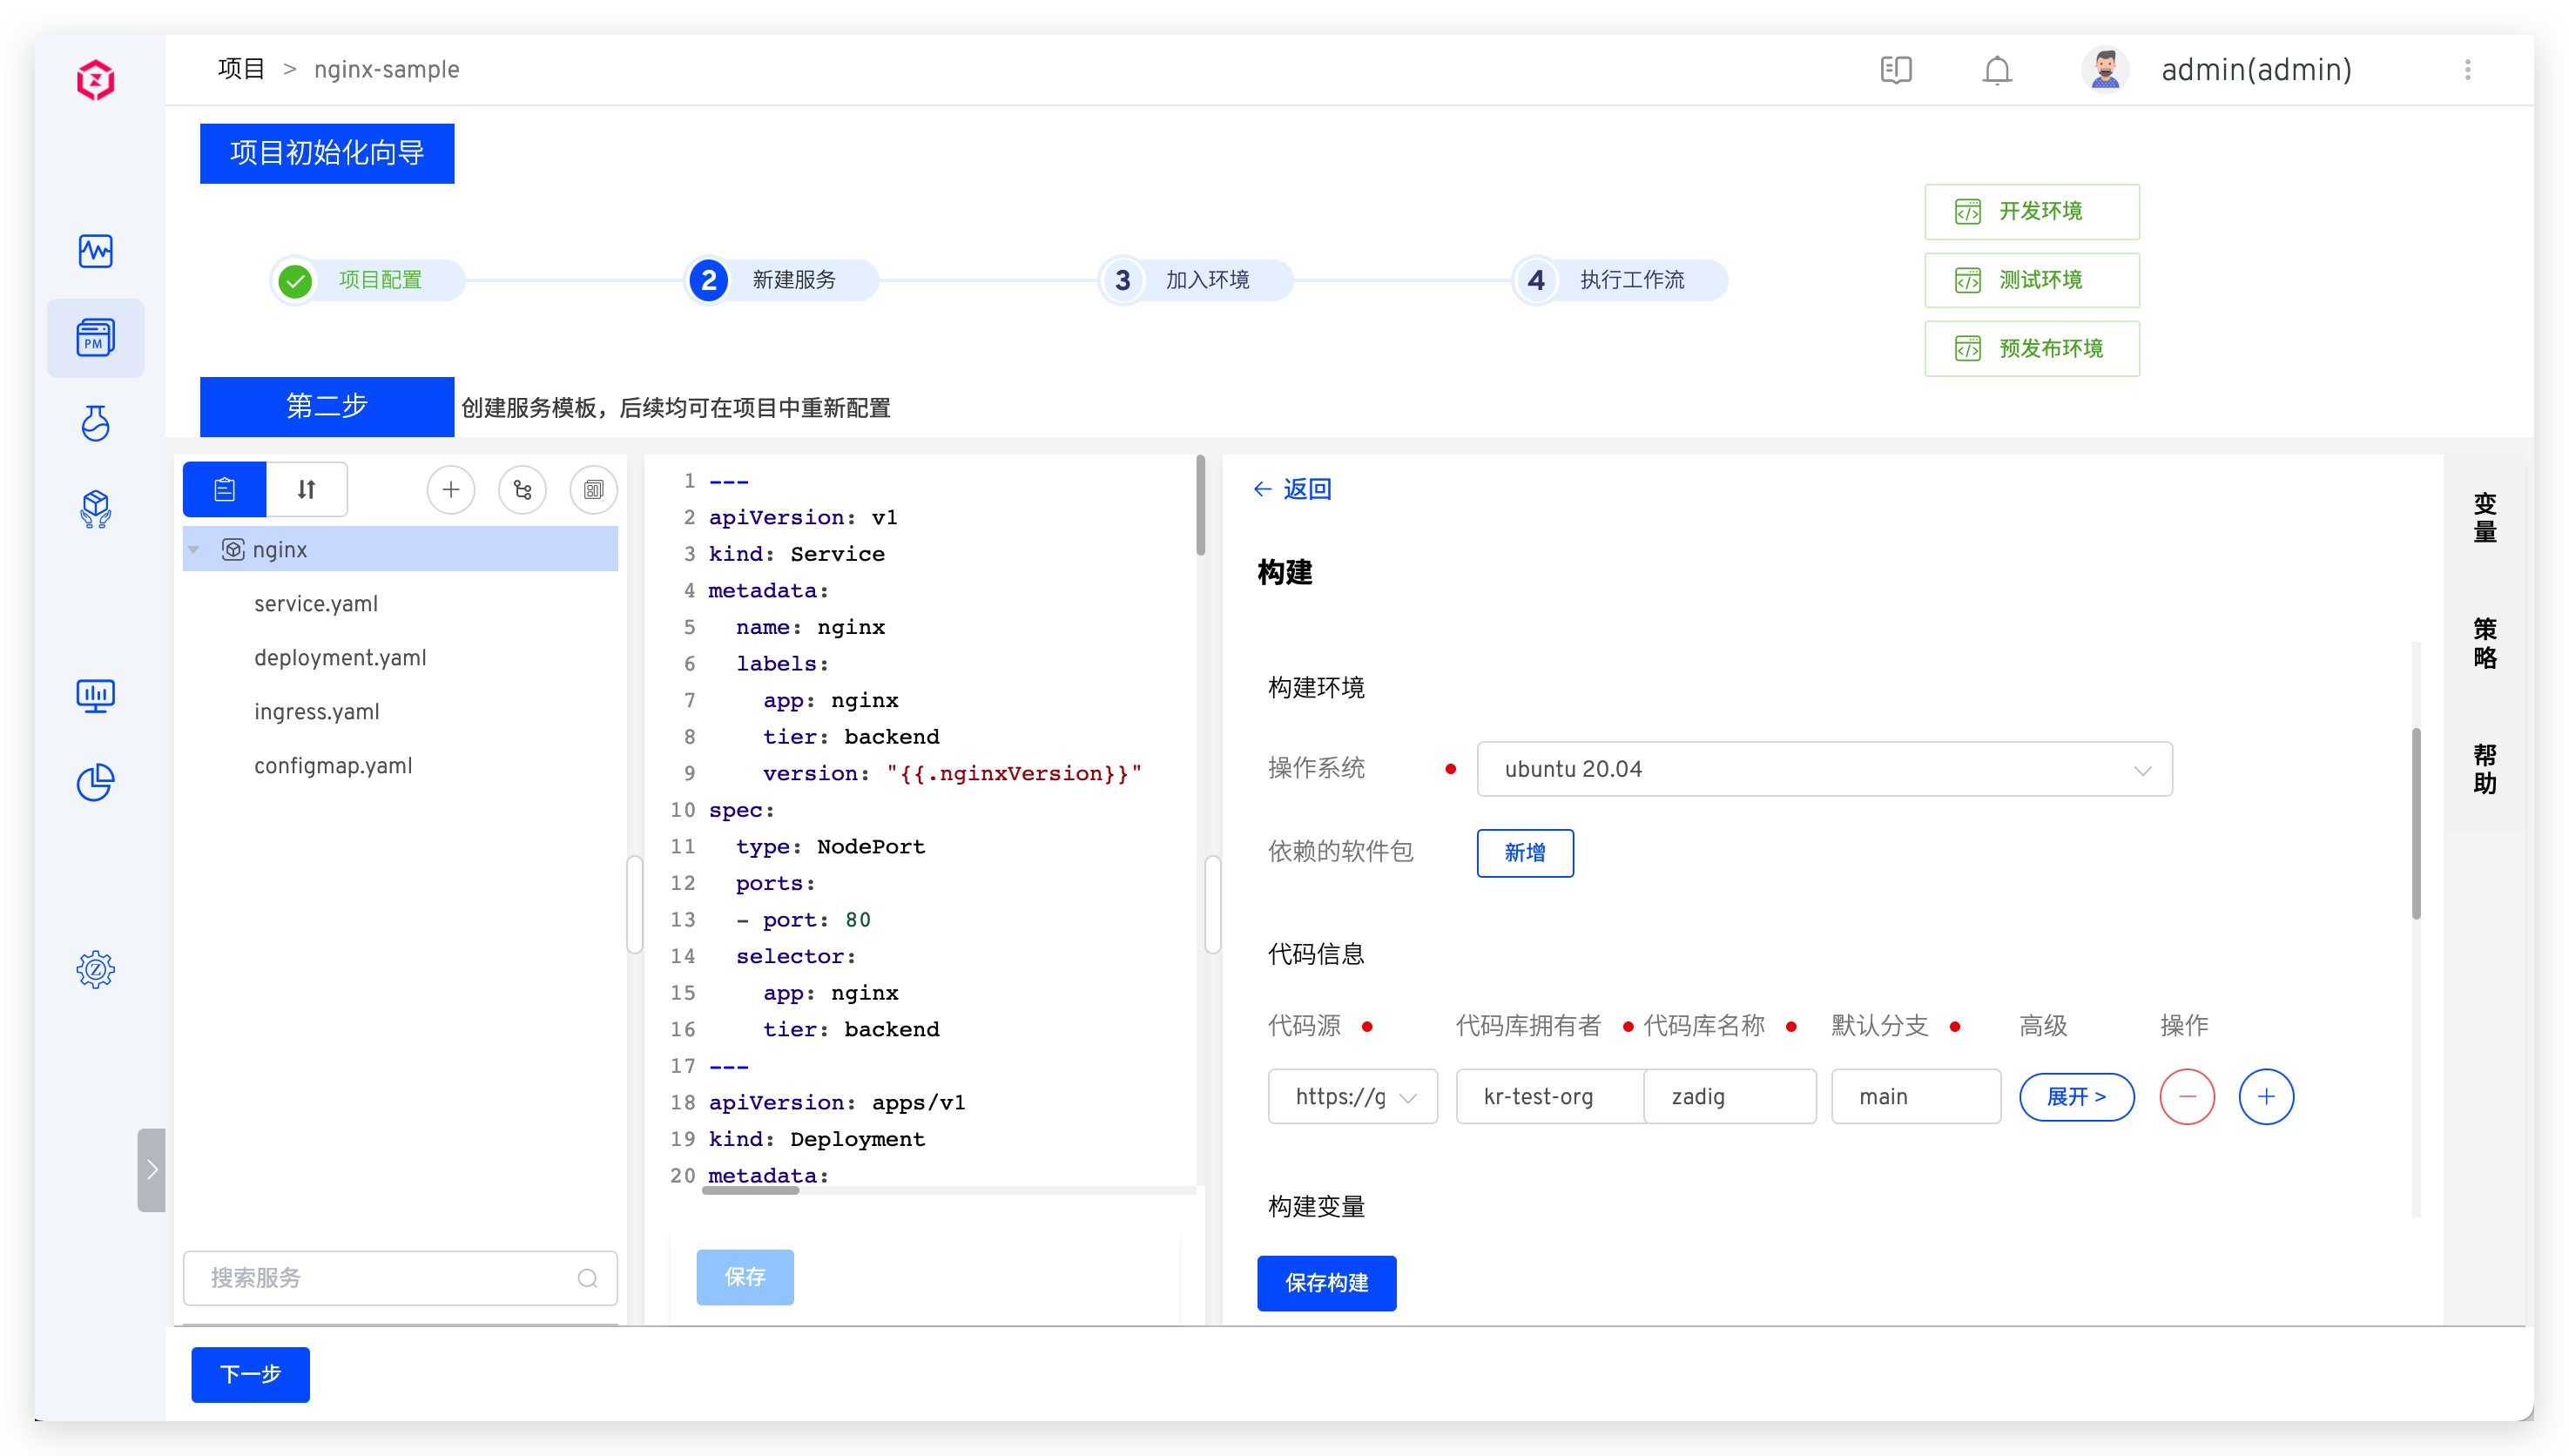 项目 > nginx-sample
admin(admin)
项目初始化向导
项目配置
2 新建服务
3 加入环境
4 执行工作流
开发环境
测试环境
预发布环境
第二步 创建服务模板，后续均可在项目中重新配置
PM
Z
nginx
service.yaml
deployment.yaml
ingress.yaml
configmap.yaml
搜索服务
1 ---
2 apiVersion: v1
3 kind: Service
4 metadata:
5   name: nginx
6   labels:
7     app: nginx
8     tier: backend
9     version: "{{.nginxVersion}}"
10 spec:
11   type: NodePort
12   ports:
13   - port: 80
14   selector:
15     app: nginx
16     tier: backend
17 ---
18 apiVersion: apps/v1
19 kind: Deployment
20 metadata:
保存
← 返回
构建
构建环境
操作系统 ubuntu 20.04
依赖的软件包 新增
代码信息
代码源 代码库拥有者 代码库名称 默认分支 高级 操作
https://g kr-test-org zadig main 展开 >
构建变量
保存构建
变量
策略
帮助
下一步